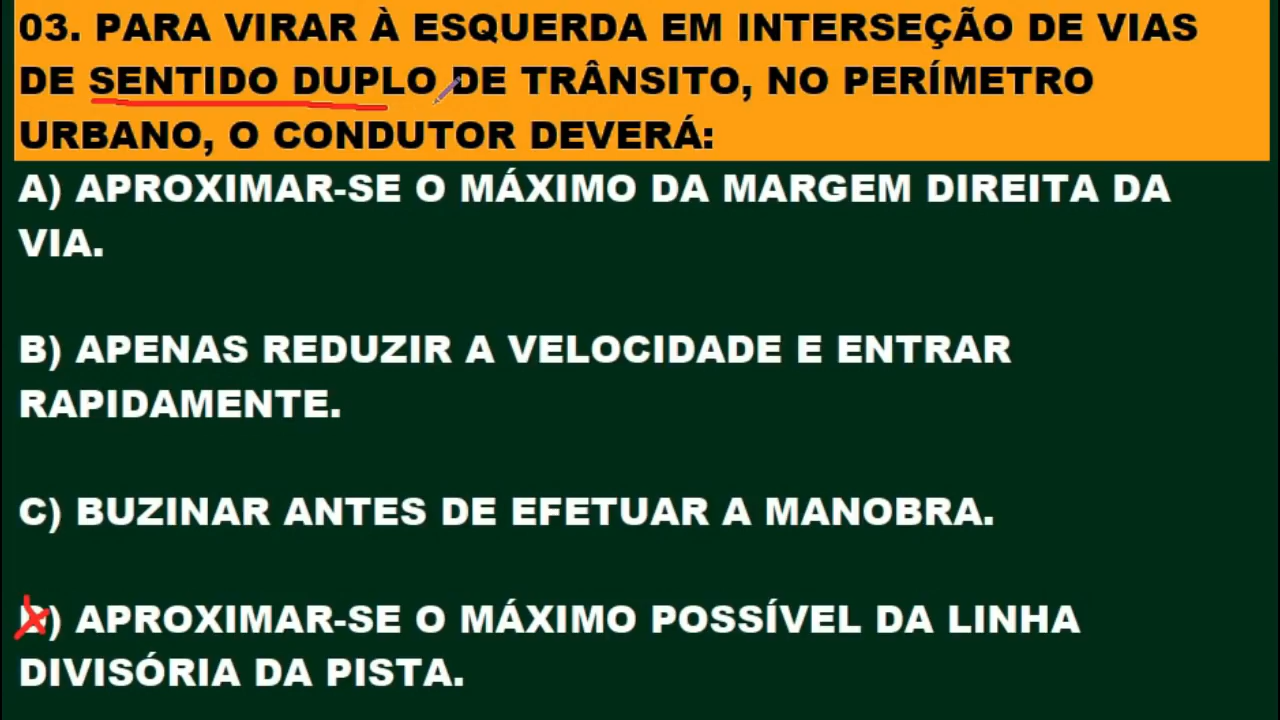 03. PARA VIRAR À ESQUERDA EM INTERSEÇÃO DE VIAS
DE SENTIDO DUPLO DE TRÂNSITO, NO PERÍMETRO
URBANO, O CONDUTOR DEVERÁ:
A) APROXIMAR-SE O MÁXIMO DA MARGEM DIREITA DA
VIA.
B) APENAS REDUZIR A VELOCIDADE E ENTRAR
RAPIDAMENTE.
C) BUZINAR ANTES DE EFETUAR A MANOBRA.
D) APROXIMAR-SE O MÁXIMO POSSÍVEL DA LINHA
DIVISÓRIA DA PISTA.